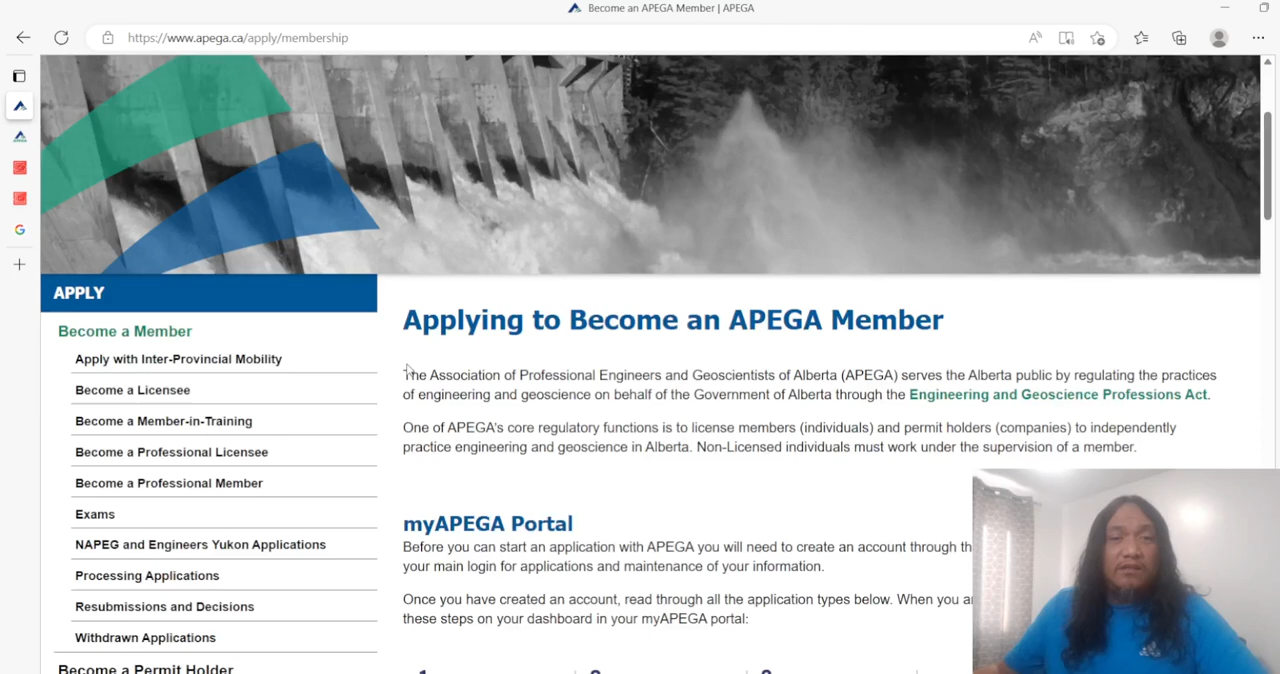 Become an APEGA Member | APEGA
https://www.apega.ca/apply/membership
APPLY
Become a Member
Apply with Inter-Provincial Mobility
Become a Licensee
Become a Member-in-Training
Become a Professional Licensee
Become a Professional Member
Exams
NAPEG and Engineers Yukon Applications
Processing Applications
Resubmissions and Decisions
Withdrawn Applications
Become a Permit Holder
Applying to Become an APEGA Member
The Association of Professional Engineers and Geoscientists of Alberta (APEGA) serves the Alberta public by regulating the practices
of engineering and geoscience on behalf of the Government of Alberta through the Engineering and Geoscience Professions Act.
One of APEGA's core regulatory functions is to license members (individuals) and permit holders (companies) to independently
practice engineering and geoscience in Alberta. Non-Licensed individuals must work under the supervision of a member.
myAPEGA Portal
Before you can start an application with APEGA you will need to create an account through th
your main login for applications and maintenance of your information.
Once you have created an account, read through all the application types below. When you a
these steps on your dashboard in your myAPEGA portal: